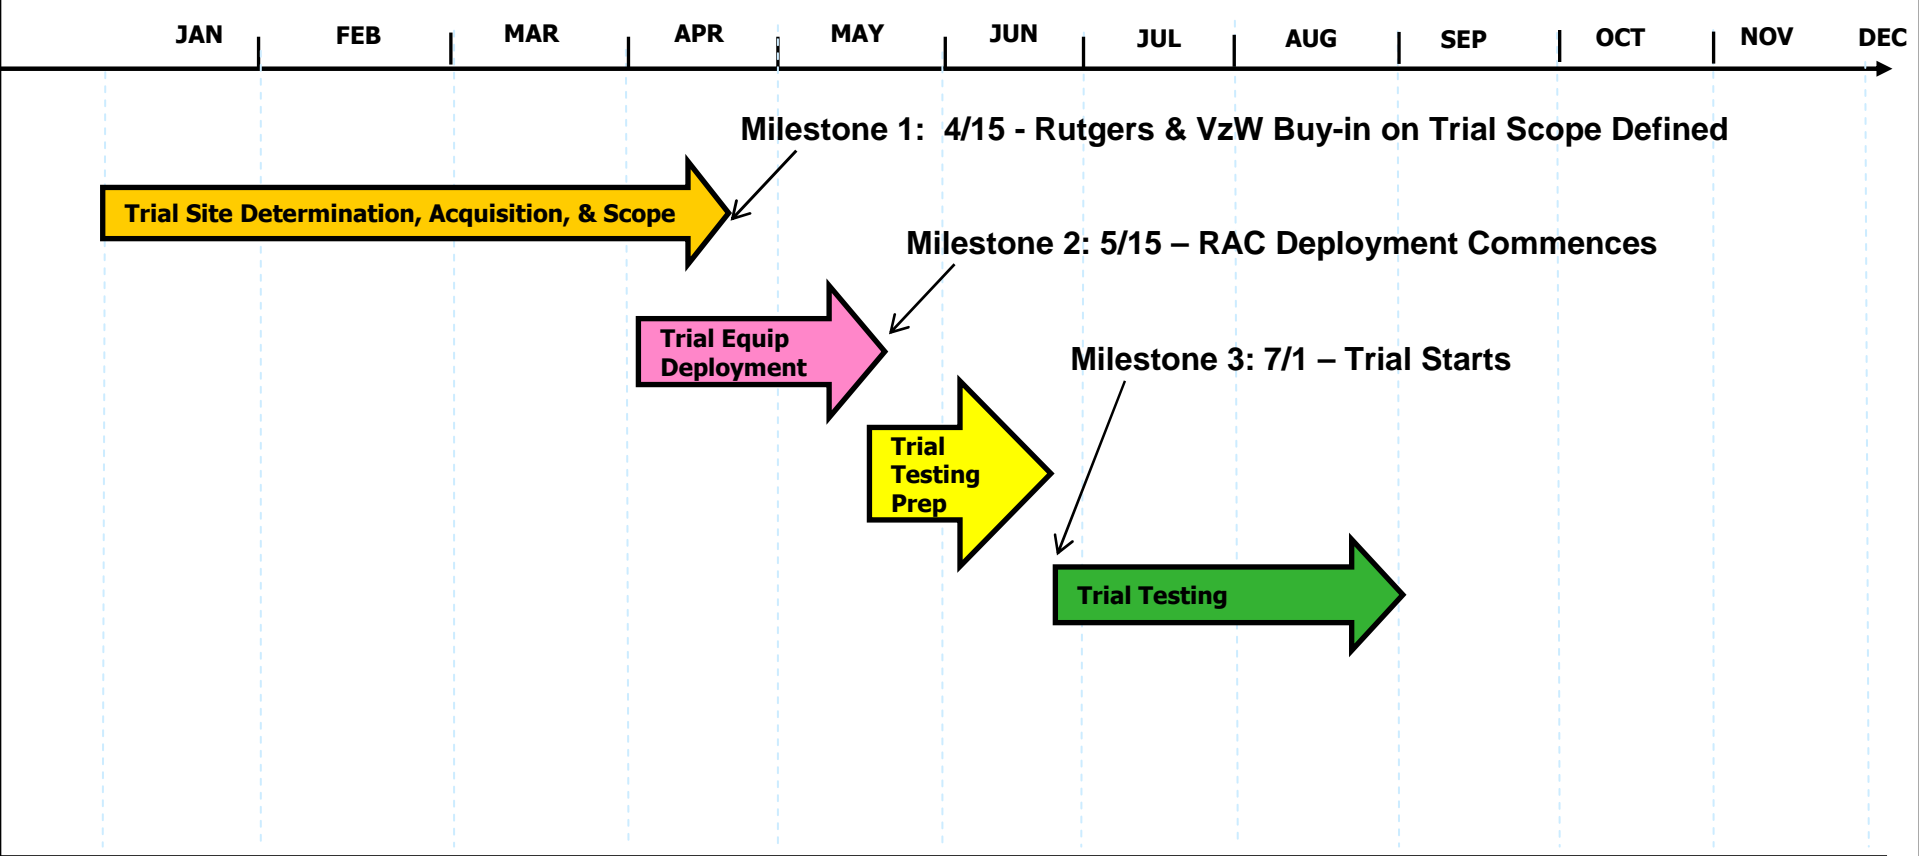 JAN FEB MAR APR MAY JUN JUL AUG SEP OCT NOV DEC
Milestone 1:  4/15 - Rutgers & VzW Buy-in on Trial Scope Defined
Trial Site Determination, Acquisition, & Scope
Milestone 2: 5/15 – RAC Deployment Commences
Trial Equip
Deployment
Milestone 3: 7/1 – Trial Starts
Trial
Testing
Prep
Trial Testing